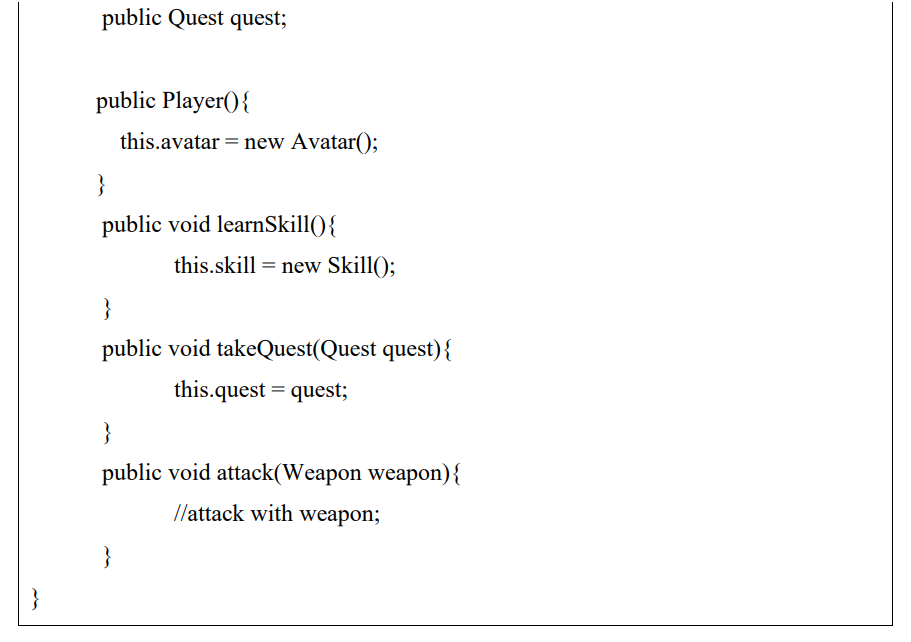 public Quest quest;
public Player(){
this.avatar = new Avatar();
}
public void learnSkill(){
this.skill = new Skill();
}
public void takeQuest(Quest quest){
this.quest = quest;
}
public void attack(Weapon weapon){
//attack with weapon;
}
}